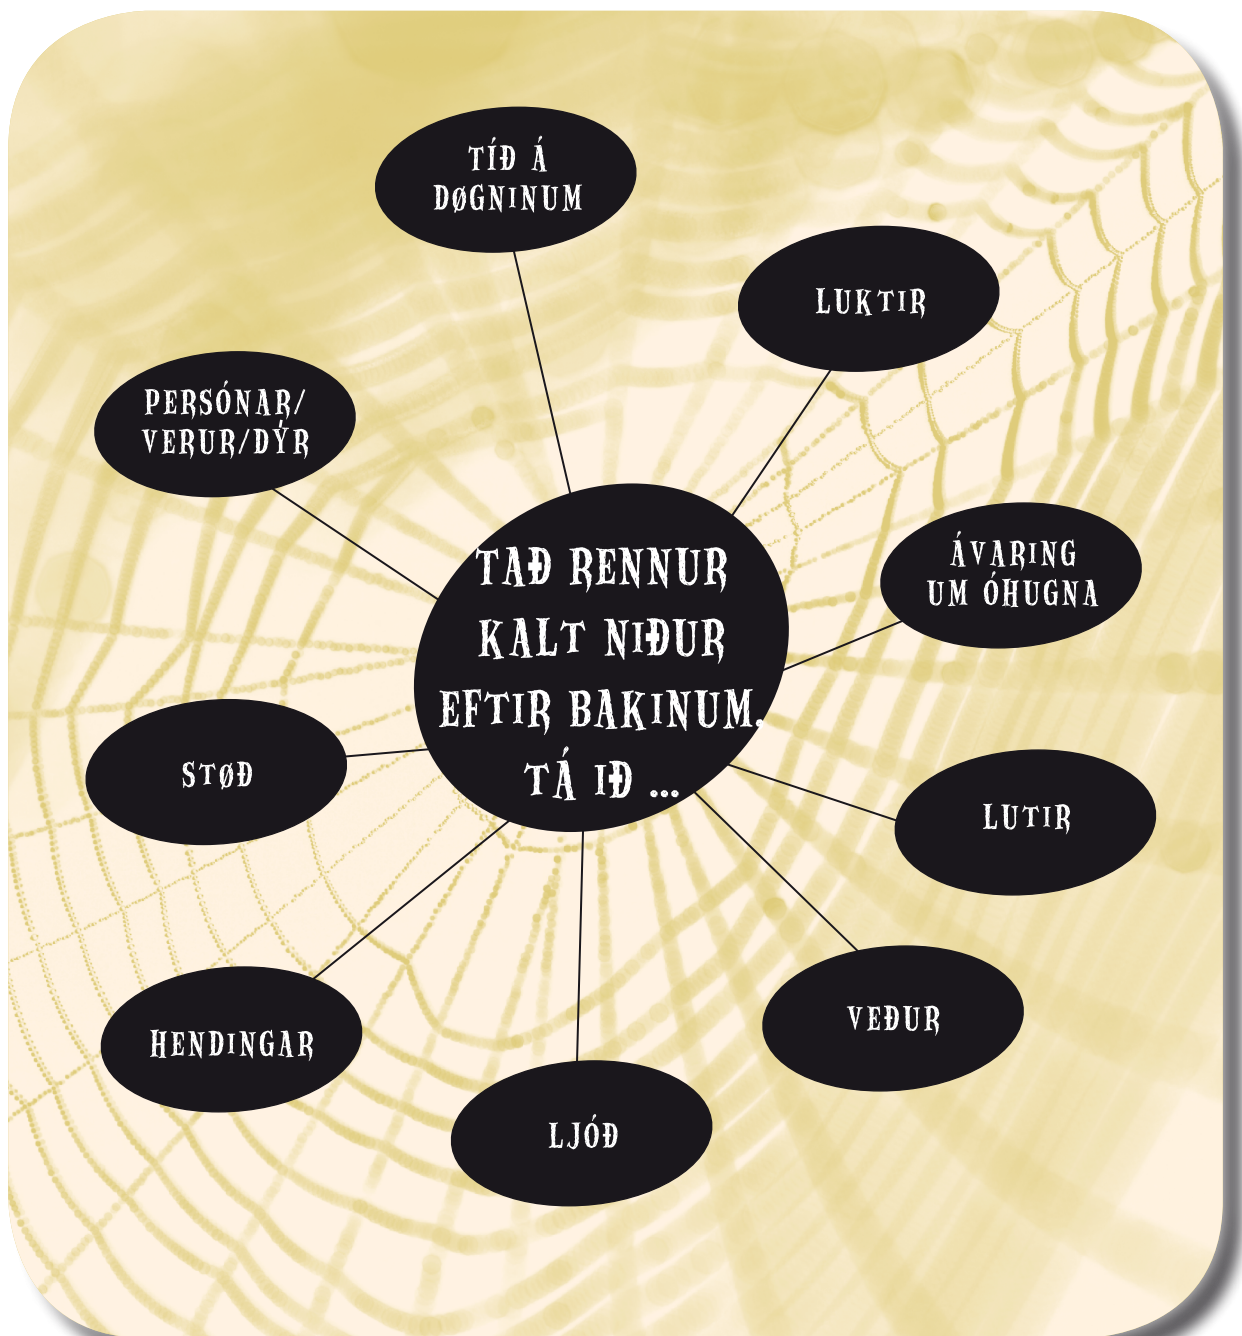 TÍÐ Á
DØGNINUM
LUKTIR
PERSÓNAR/
VERUR/DÝR
ÁVARING
UM ÓHUGNA
TAÐ RENNUR
KALT NIÐUR
EFTIR BAKINUM.
TÁ IÐ ...
STØÐ
LUTIR
HENDINGAR
VEÐUR
LJÓÐ